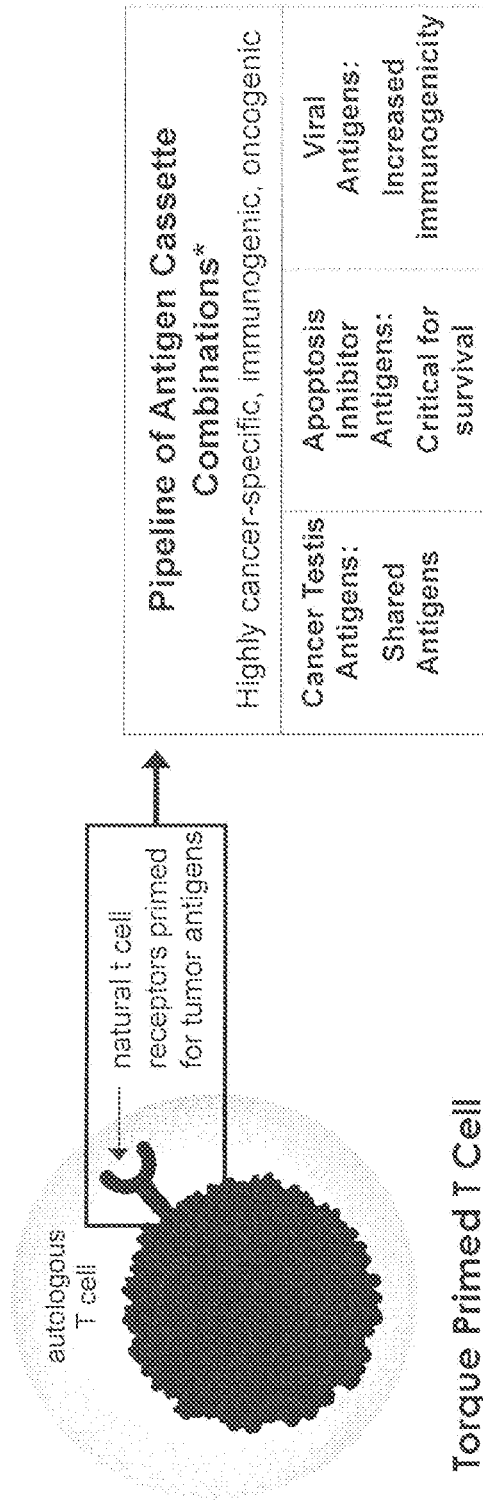 autologous
T cell
natural t cell
receptors primed
for tumor antigens
Torque Primed T Cell
Pipeline of Antigen Cassette
Combinations*
Highly cancer-specific, immunogenic, oncogenic
Cancer Testis
Antigens:
Shared
Antigens
Apoptosis
Inhibitor
Antigens:
Critical for
survival
Viral
Antigens:
Increased
immunogenicity